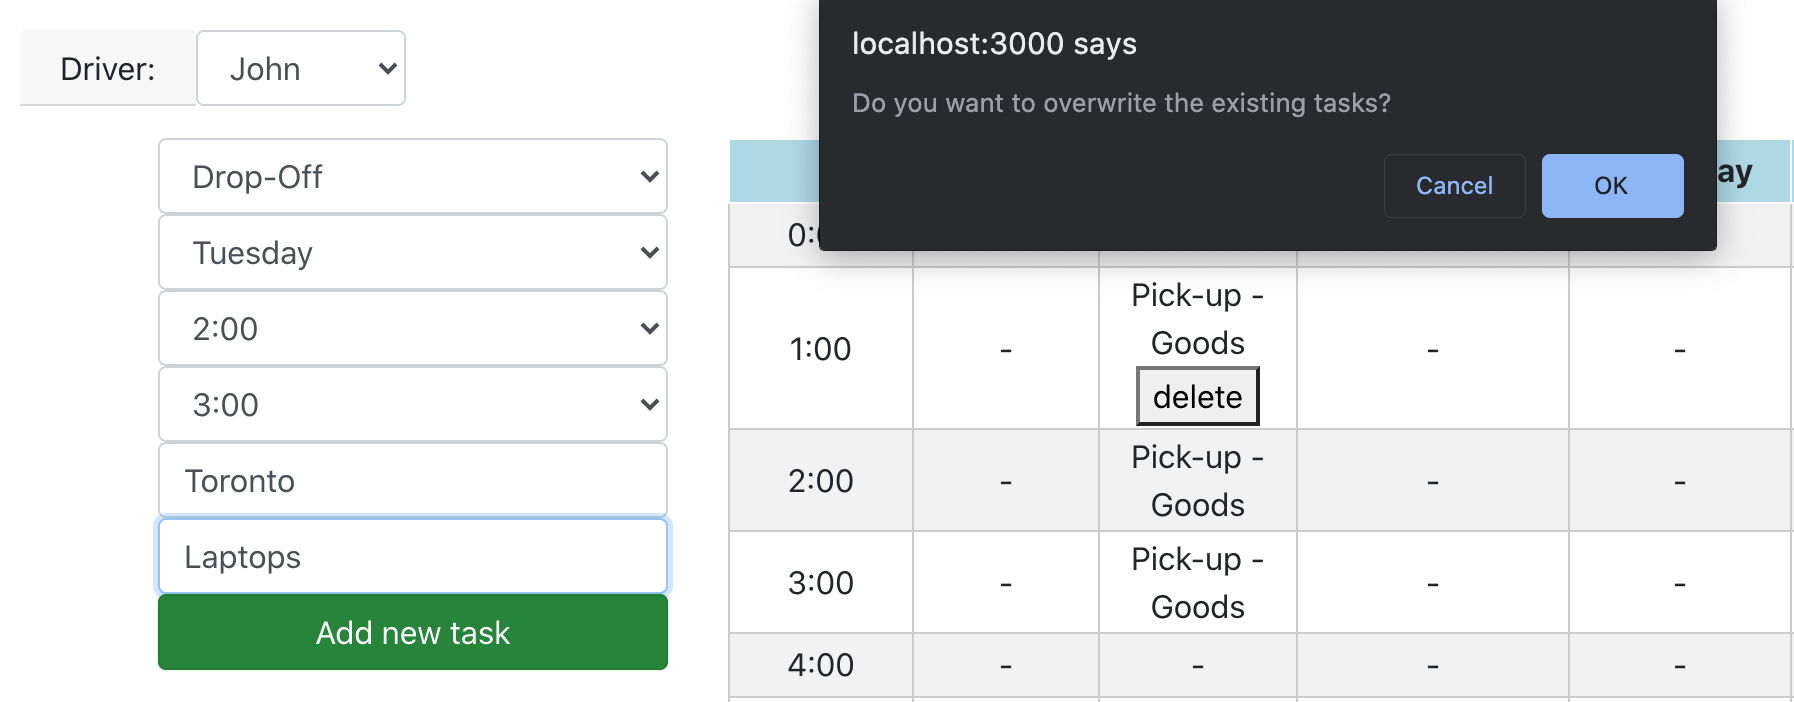 localhost:3000 says
Do you want to overwrite the existing tasks?
Cancel
OK
Driver:
John
Drop-Off
Tuesday
2:00
3:00
Toronto
Laptops
Add new task
ay
0:
1:00
-
Pick-up -
Goods
delete
-
-
2:00
-
Pick-up -
Goods
-
-
3:00
-
Pick-up -
Goods
-
-
4:00
-
-
-
-